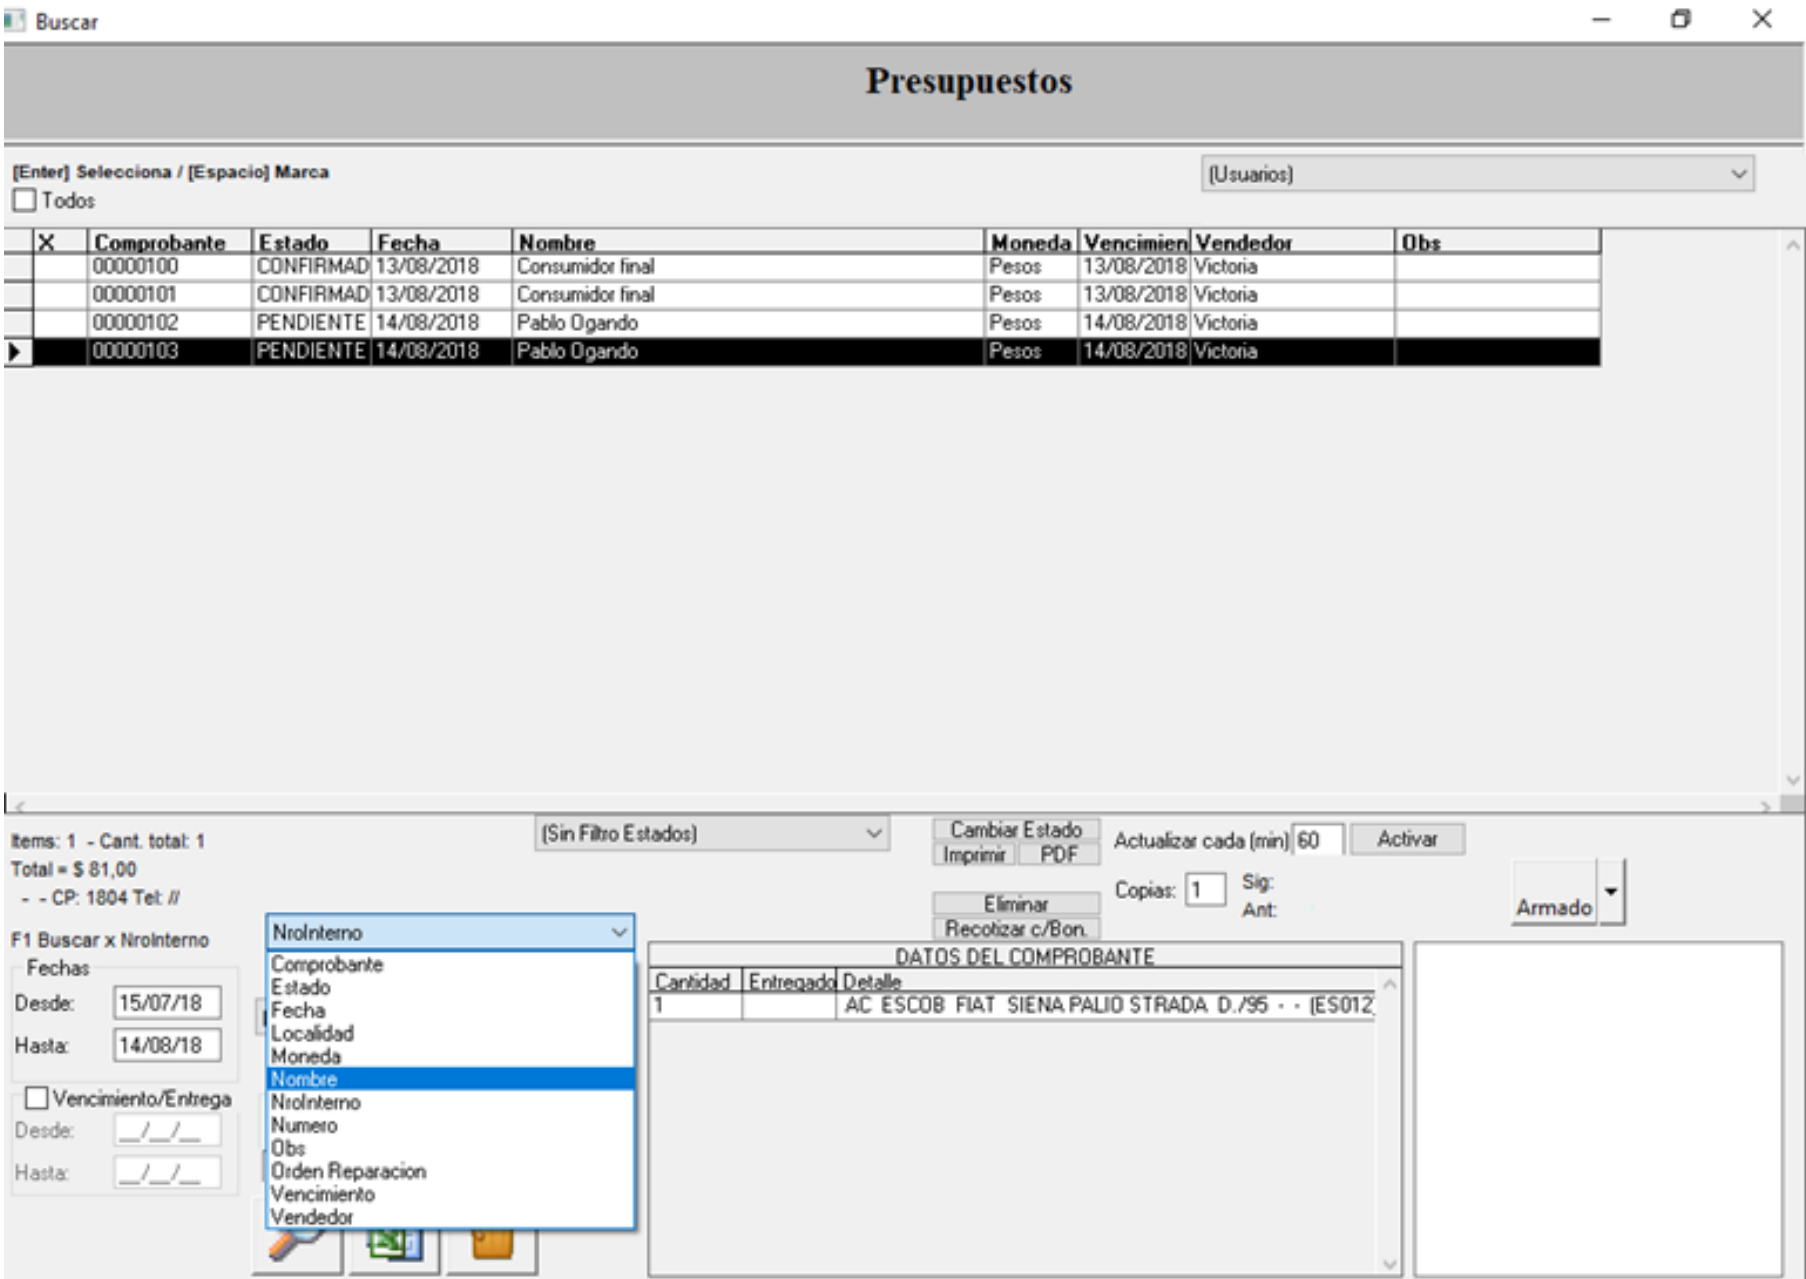 Buscar
Presupuestos
[Enter] Selecciona / [Espacio] Marca
(Usuarios)
Todos
X Comprobante Estado Fecha Nombre Moneda Vencimien Vendedor Obs
00000100 CONFIRMAD 13/08/2018 Consumidor final Pesos 13/08/2018 Victoria
00000101 CONFIRMAD 13/08/2018 Consumidor final Pesos 13/08/2018 Victoria
00000102 PENDIENTE 14/08/2018 Pablo Ogando Pesos 14/08/2018 Victoria
00000103 PENDIENTE 14/08/2018 Pablo Ogando Pesos 14/08/2018 Victoria
Items: 1 - Cant. total: 1
Total = $ 81,00
- - CP: 1804 Tel: //
(Sin Filtro Estados)
Cambiar Estado
Imprimir PDF
Eliminar
Recotizar c/Bon.
Actualizar cada (min) 60 Activar
Copias: 1 Sig:
Ant:
Armado
F1 Buscar x NroInterno
Fechas
Desde: 15/07/18
Hasta: 14/08/18
Vencimiento/Entrega
Desde: __/__/__
Hasta: __/__/__
NroInterno
Comprobante
Estado
Fecha
Localidad
Moneda
Nombre
NroInterno
Numero
Obs
Orden Reparacion
Vencimiento
Vendedor
DATOS DEL COMPROBANTE
Cantidad Entregado Detalle
1 AC ESCOB FIAT SIENA PALIO STRADA D./95 - - (ES012